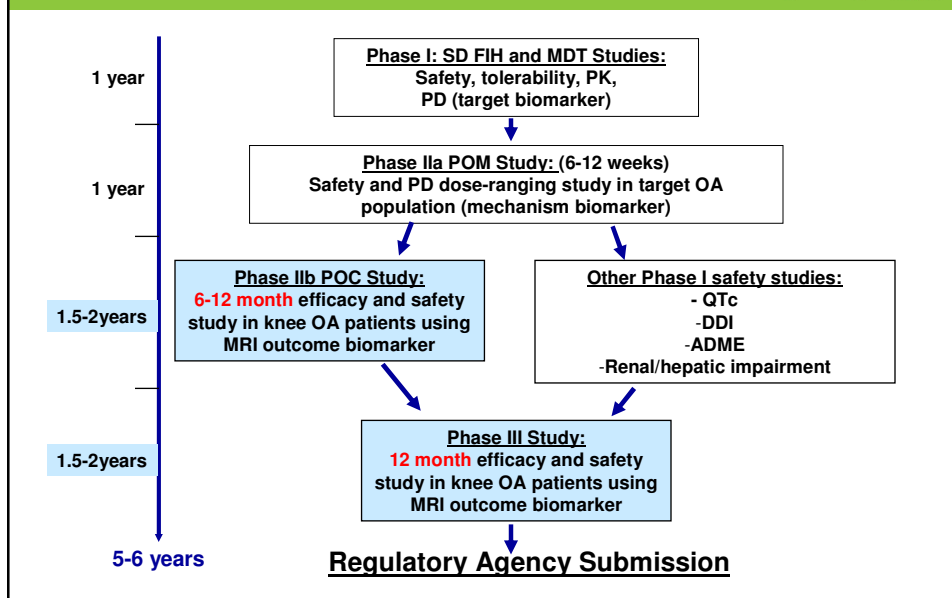 1 year
Phase I: SD FIH and MDT Studies:
Safety, tolerability, PK,
PD (target biomarker)
1 year
Phase IIa POM Study: (6-12 weeks)
Safety and PD dose-ranging study in target OA
population (mechanism biomarker)
1.5-2years
Phase IIb POC Study:
6-12 month efficacy and safety
study in knee OA patients using
MRI outcome biomarker
Other Phase I safety studies:
- QTc
-DDI
-ADME
-Renal/hepatic impairment
1.5-2years
Phase III Study:
12 month efficacy and safety
study in knee OA patients using
MRI outcome biomarker
5-6 years
Regulatory Agency Submission